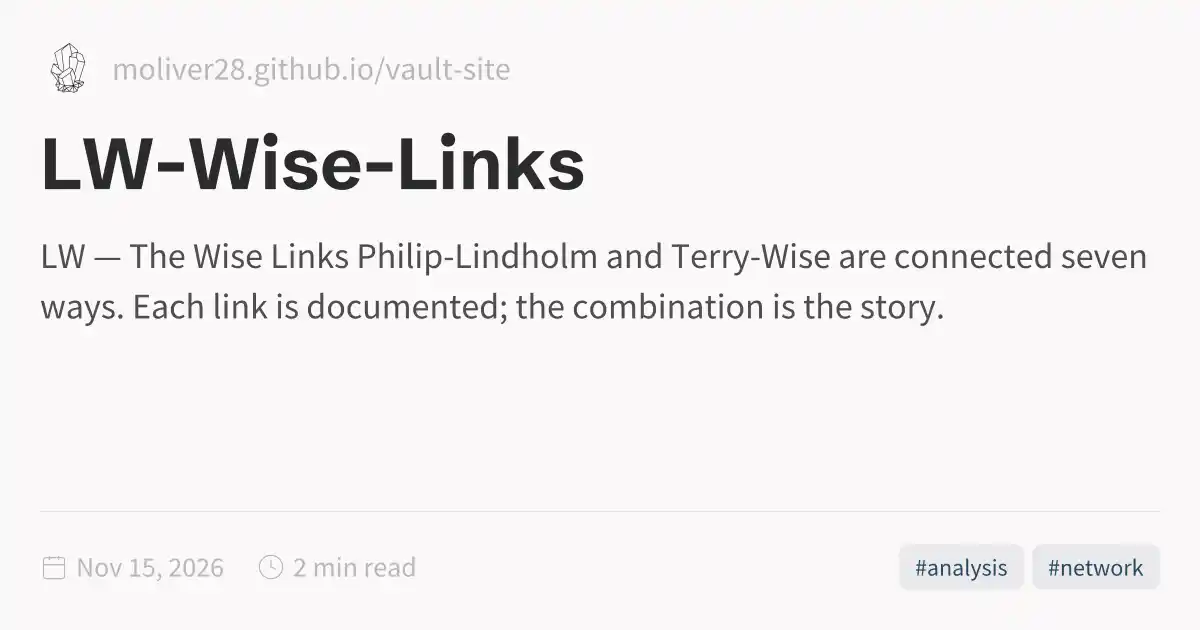 moliver28.github.io/vault-site
LW-Wise-Links
LW — The Wise Links Philip-Lindholm and Terry-Wise are connected seven
ways. Each link is documented; the combination is the story.
Nov 15, 2026 2 min read #analysis #network